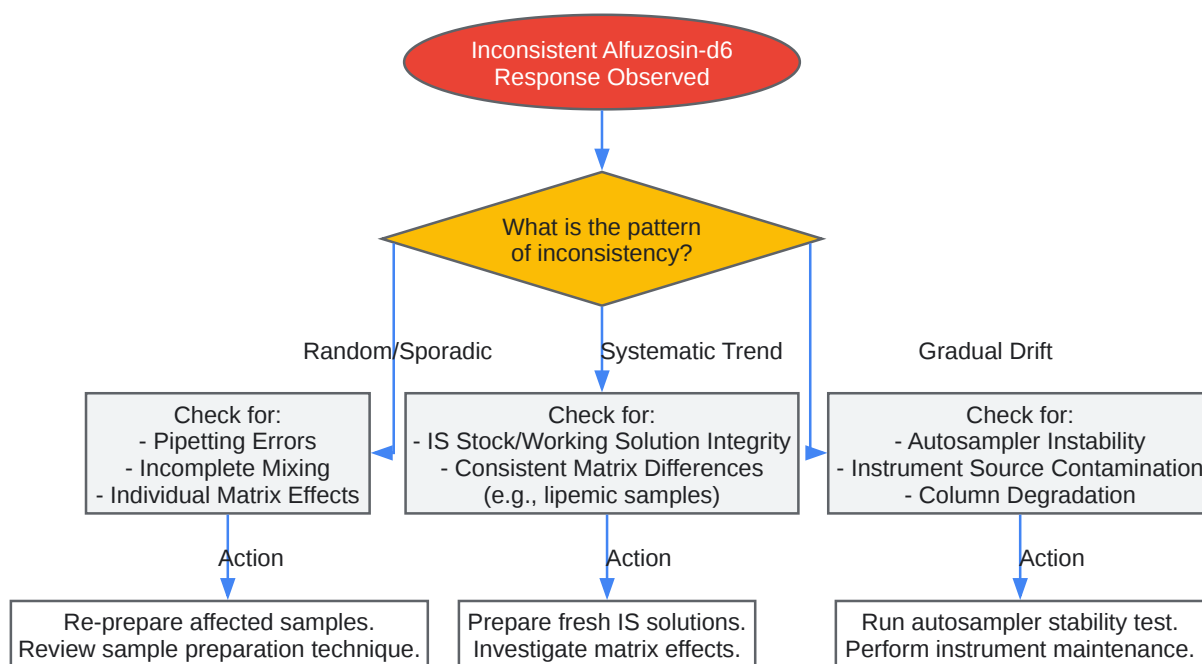 Inconsistent Alfuzosin-d6
Response Observed
What is the pattern
of inconsistency?
Random/Sporadic
Systematic Trend
Gradual Drift
Check for:
- Pipetting Errors
- Incomplete Mixing
- Individual Matrix Effects
Check for:
- IS Stock/Working Solution Integrity
- Consistent Matrix Differences
(e.g., lipemic samples)
Check for:
- Autosampler Instability
- Instrument Source Contamination
- Column Degradation
Action
Action
Action
Re-prepare affected samples.
Review sample preparation technique.
Prepare fresh IS solutions.
Investigate matrix effects.
Run autosampler stability test.
Perform instrument maintenance.